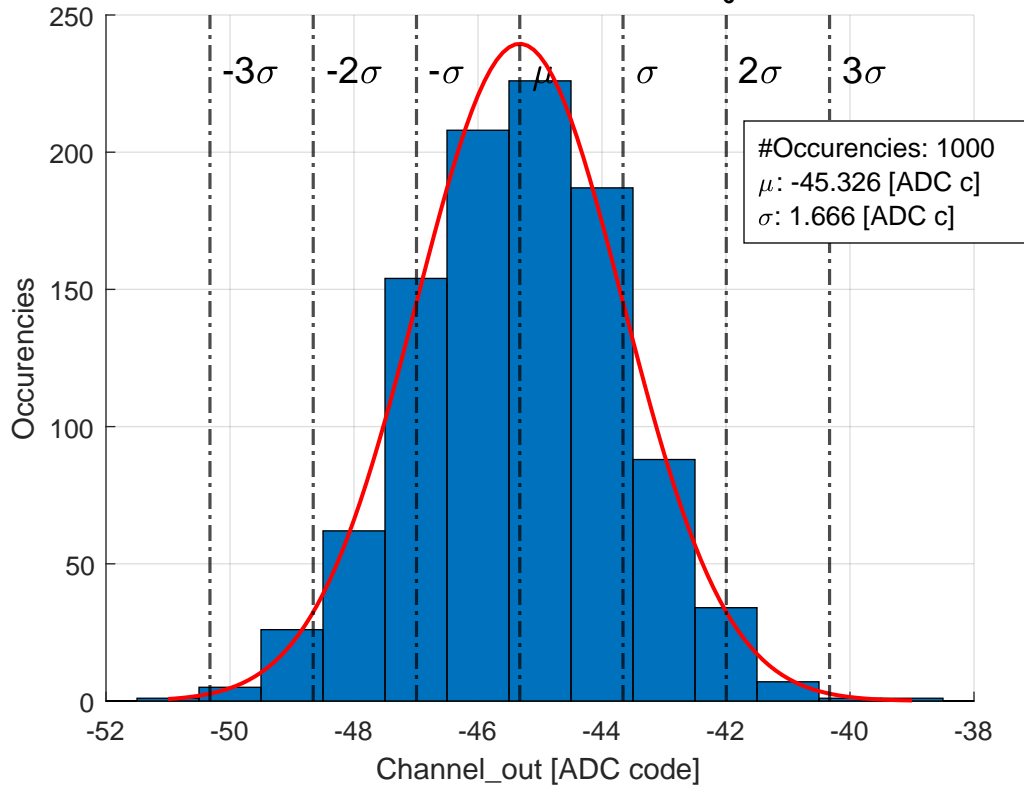 250
200
150
100
50
0
-3σ -2σ -σ μ σ 2σ 3σ
#Occurencies: 1000
μ: -45.326 [ADC c]
σ: 1.666 [ADC c]
Occurencies
-52 -50 -48 -46 -44 -42 -40 -38
Channel_out [ADC code]